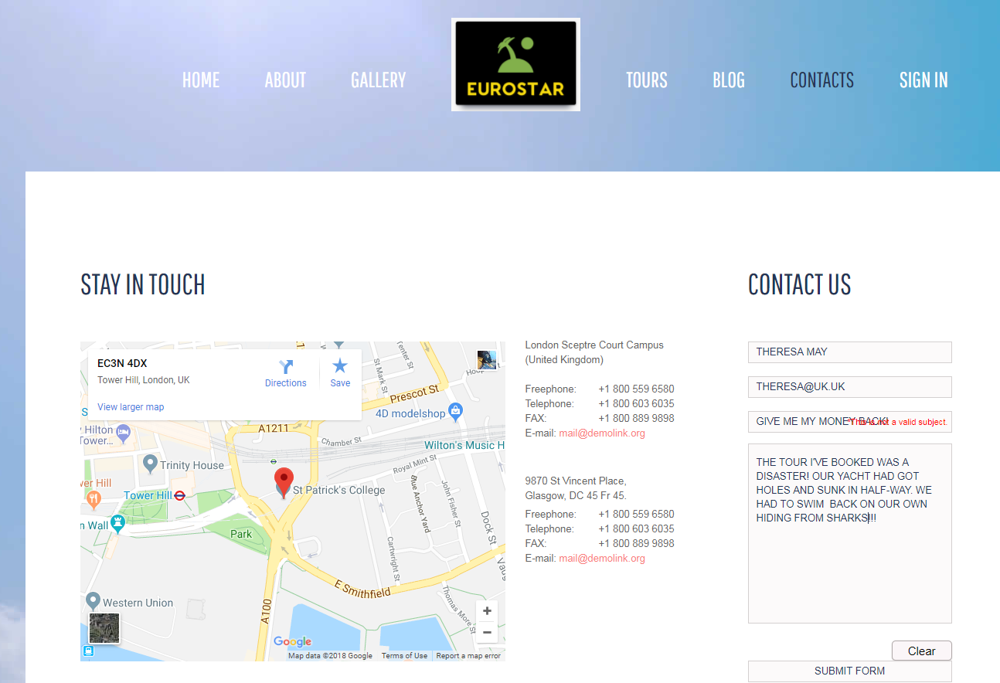 HOME ABOUT GALLERY EUROSTAR TOURS BLOG CONTACTS SIGN IN
STAY IN TOUCH
EC3N 4DX
Tower Hill, London, UK
Directions
Save
View larger map
Mark St
Tenter St
Prescot St
4D modelshop
A1211
Hilton
Tower...
Chamber St
Wilton's Music H
Trinity House
Royal Mint St
Tower Hill
St Patrick's College
Blue Anchor Yard
John Fisher St
Dock St
n Wall
Park
Cartwright St
E Smithfield
Western Union
A100
Thomas More St
+
−
Google
Map data ©2018 Google Terms of Use Report a map error
London Sceptre Court Campus
(United Kingdom)
Freephone: +1 800 559 6580
Telephone: +1 800 603 6035
FAX: +1 800 889 9898
E-mail: mail@demolink.org
9870 St Vincent Place,
Glasgow, DC 45 Fr 45.
Freephone: +1 800 559 6580
Telephone: +1 800 603 6035
FAX: +1 800 889 9898
E-mail: mail@demolink.org
CONTACT US
THERESA MAY
THERESA@UK.UK
GIVE ME MY MONEY BACK!
*This is not a valid subject.
THE TOUR I'VE BOOKED WAS A
DISASTER! OUR YACHT HAD GOT
HOLES AND SUNK IN HALF-WAY. WE
HAD TO SWIM  BACK ON OUR OWN
HIDING FROM SHARKS!!!
Clear
SUBMIT FORM